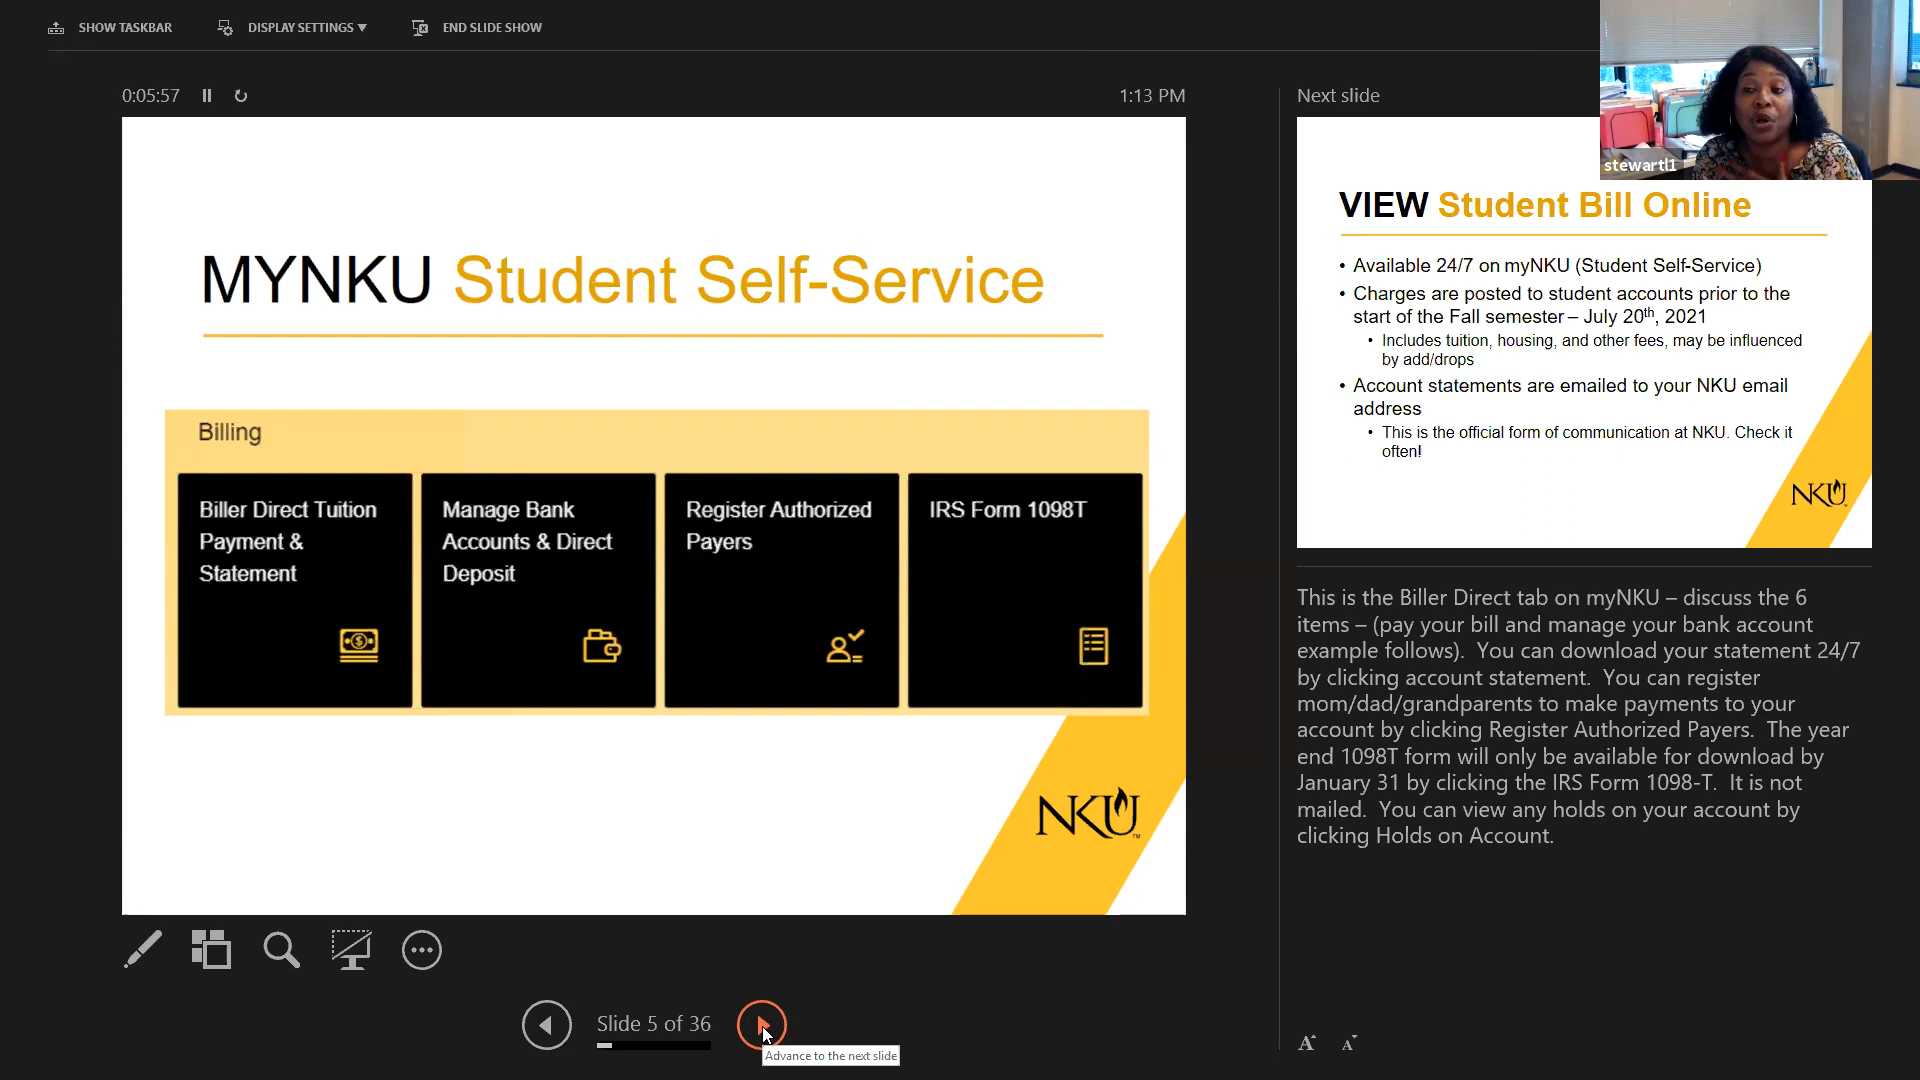 SHOW TASKBAR
DISPLAY SETTINGS
END SLIDE SHOW
0:05:57
1:13 PM
MYNKU Student Self-Service
Billing
Biller Direct Tuition
Payment &
Statement
Manage Bank
Accounts & Direct
Deposit
Register Authorized
Payers
IRS Form 1098T
NKU
TM
Slide 5 of 36
Advance to the next slide
Next slide
stewartl1
VIEW Student Bill Online
• Available 24/7 on myNKU (Student Self-Service)
• Charges are posted to student accounts prior to the
start of the Fall semester – July 20th, 2021
• Includes tuition, housing, and other fees, may be influenced
by add/drops
• Account statements are emailed to your NKU email
address
• This is the official form of communication at NKU. Check it
often!
NKU
This is the Biller Direct tab on myNKU – discuss the 6
items – (pay your bill and manage your bank account
example follows).  You can download your statement 24/7
by clicking account statement.  You can register
mom/dad/grandparents to make payments to your
account by clicking Register Authorized Payers.  The year
end 1098T form will only be available for download by
January 31 by clicking the IRS Form 1098-T.  It is not
mailed.  You can view any holds on your account by
clicking Holds on Account.
A A